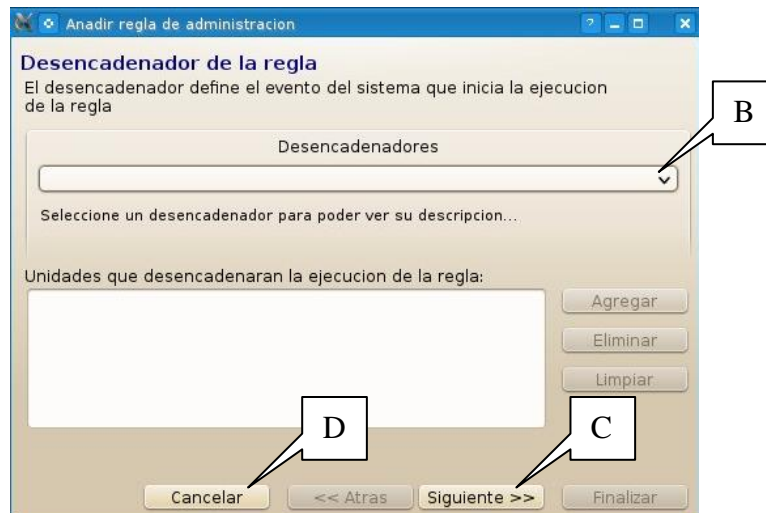 Anadir regla de administracion
Desencadenador de la regla
El desencadenador define el evento del sistema que inicia la ejecucion
de la regla
B
Desencadenadores
Seleccione un desencadenador para poder ver su descripcion...
Unidades que desencadenaran la ejecucion de la regla:
Agregar
Eliminar
Limpiar
D
C
Cancelar
<< Atras
Siguiente >>
Finalizar